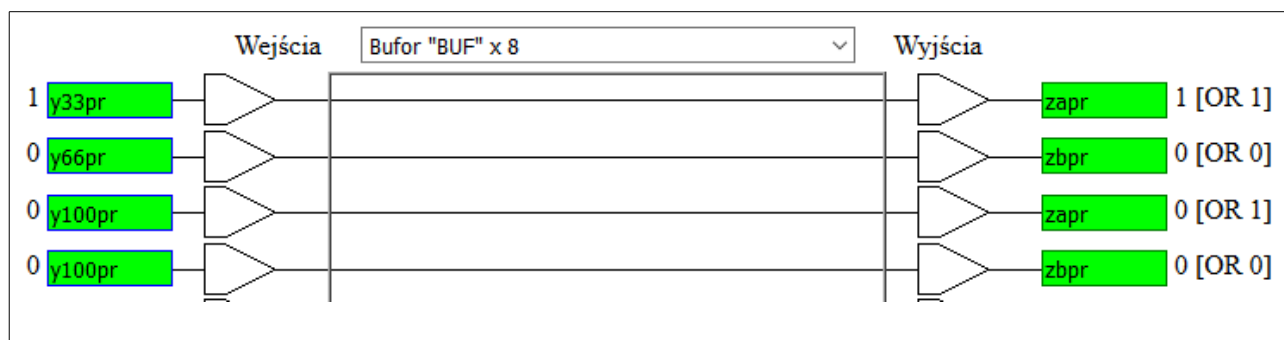 Wejścia Bufor "BUF" x 8 Wyjścia
1 y33pr zapr 1 [OR 1]
0 y66pr zbpr 0 [OR 0]
0 y100pr zapr 0 [OR 1]
0 y100pr zbpr 0 [OR 0]